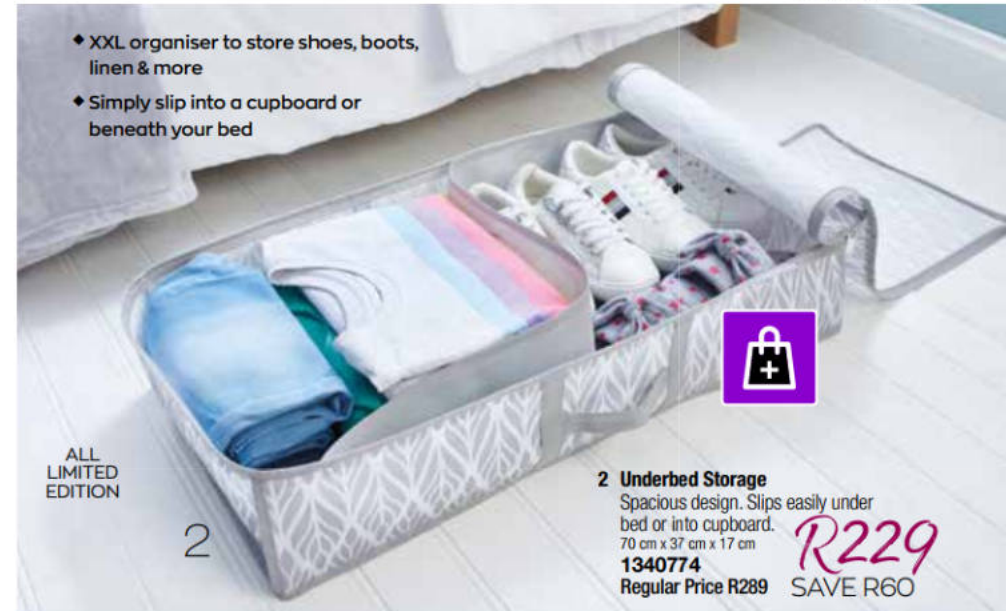 ◆ XXL organiser to store shoes, boots,
linen & more
◆ Simply slip into a cupboard or
beneath your bed
ALL
LIMITED
EDITION
2
2 Underbed Storage
Spacious design. Slips easily under
bed or into cupboard.
70 cm x 37 cm x 17 cm
1340774
Regular Price R289
R229
SAVE R60